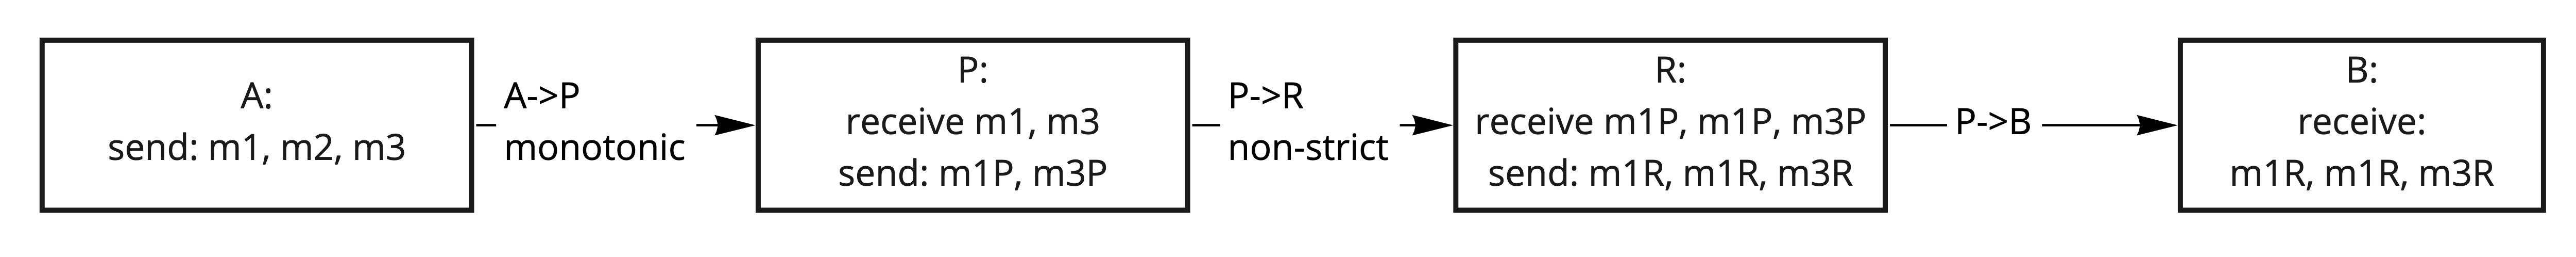 A:
send: m1, m2, m3
A->P
monotonic
P:
receive m1, m3
send: m1P, m3P
P->R
non-strict
R:
receive m1P, m1P, m3P
send: m1R, m1R, m3R
P->B
B:
receive:
m1R, m1R, m3R